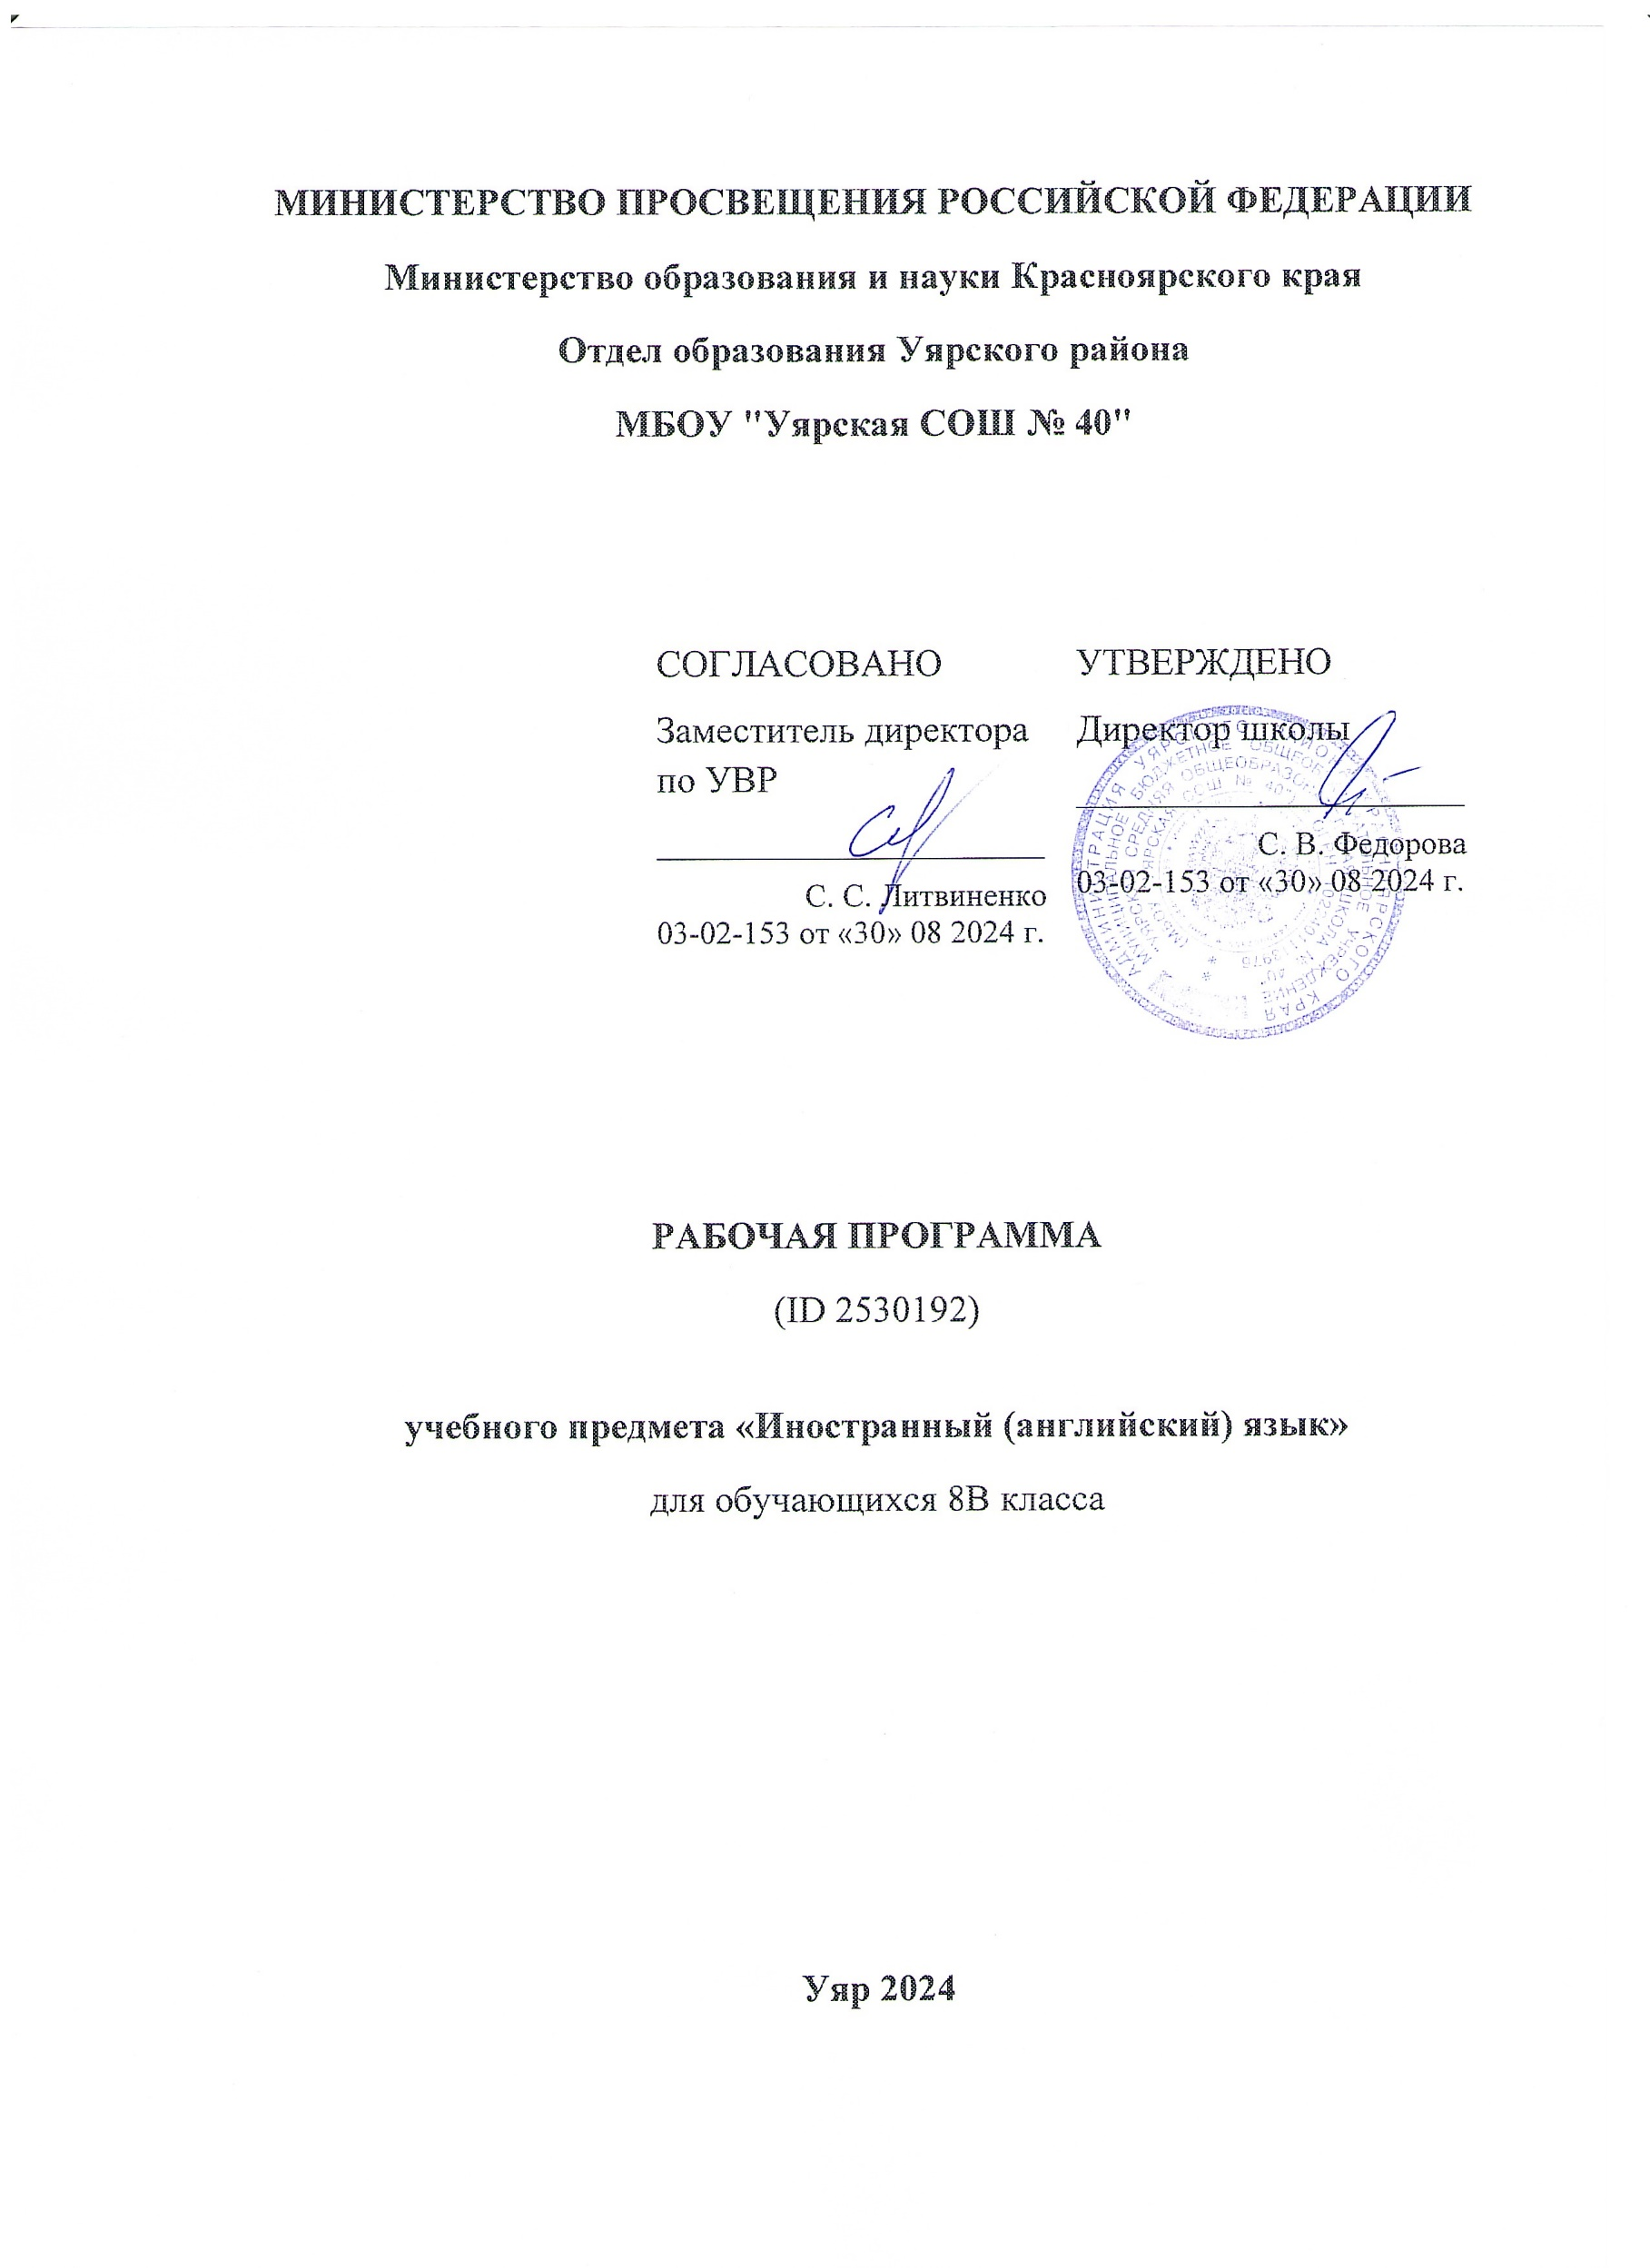 МИНИСТЕРСТВО ПРОСВЕЩЕНИЯ РОССИЙСКОЙ ФЕДЕРАЦИИ
Министерство образования и науки Красноярского края
Отдел образования Уярского района
МБОУ "Уярская СОШ № 40"
СОГЛАСОВАНО
Заместитель директора
по УВР
С. С. Литвиненко
03-02-153 от «30» 08 2024 г.
УТВЕРЖДЕНО
Директор школы
С. В. Федорова
03-02-153 от «30» 08 2024 г.
РАБОЧАЯ ПРОГРАММА
(ID 2530192)
учебного предмета «Иностранный (английский) язык»
для обучающихся 8В класса
Уяр 2024